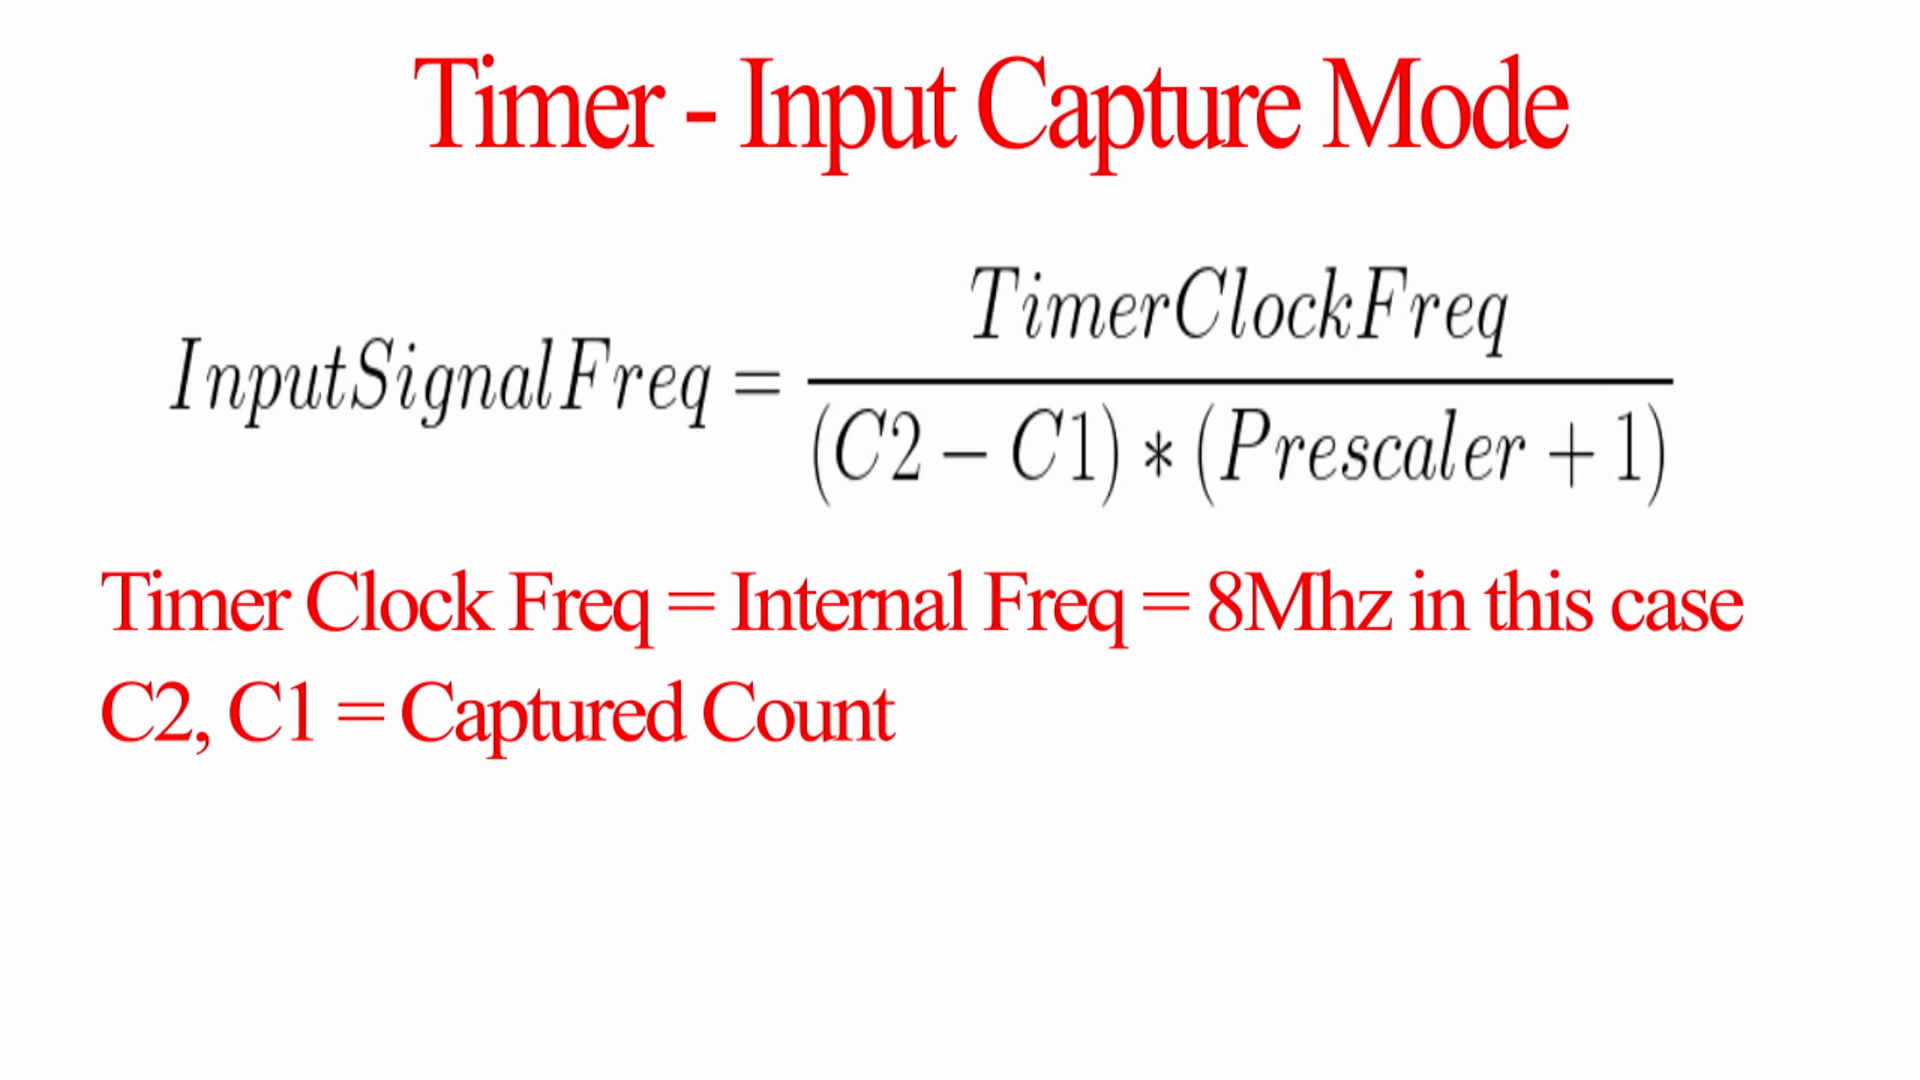 Timer - Input Capture Mode
InputSignalFreq = TimerClockFreq / (C2 − C1) * (Prescaler + 1)
Timer Clock Freq = Internal Freq = 8Mhz in this case
C2, C1 = Captured Count